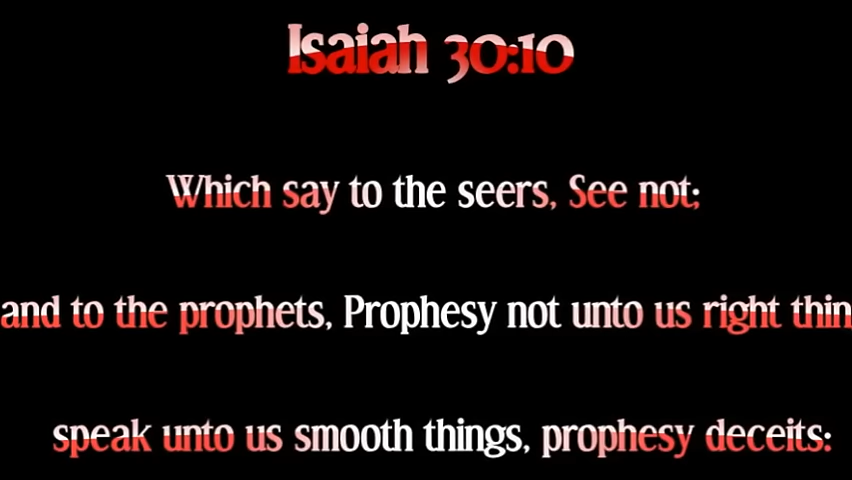 Isaiah 30:10
Which say to the seers, See not;
and to the prophets, Prophesy not unto us right thin
speak unto us smooth things, prophesy deceits: